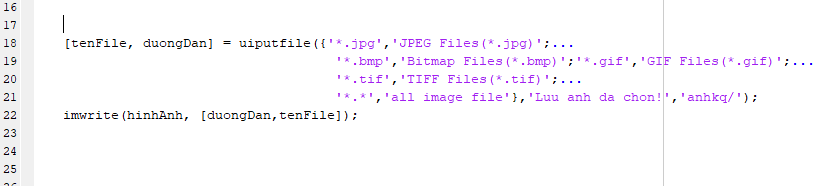 16
17
18 [tenFile, duongDan] = uiputfile({'*.jpg','JPEG Files(*.jpg)';...
19 '*.bmp','Bitmap Files(*.bmp)';'*.gif','GIF Files(*.gif)';...
20 '*.tif','TIFF Files(*.tif)';...
21 '*.*','all image file'},'Luu anh da chon!','anhkq/');
22 imwrite(hinhAnh, [duongDan,tenFile]);
23
24
25